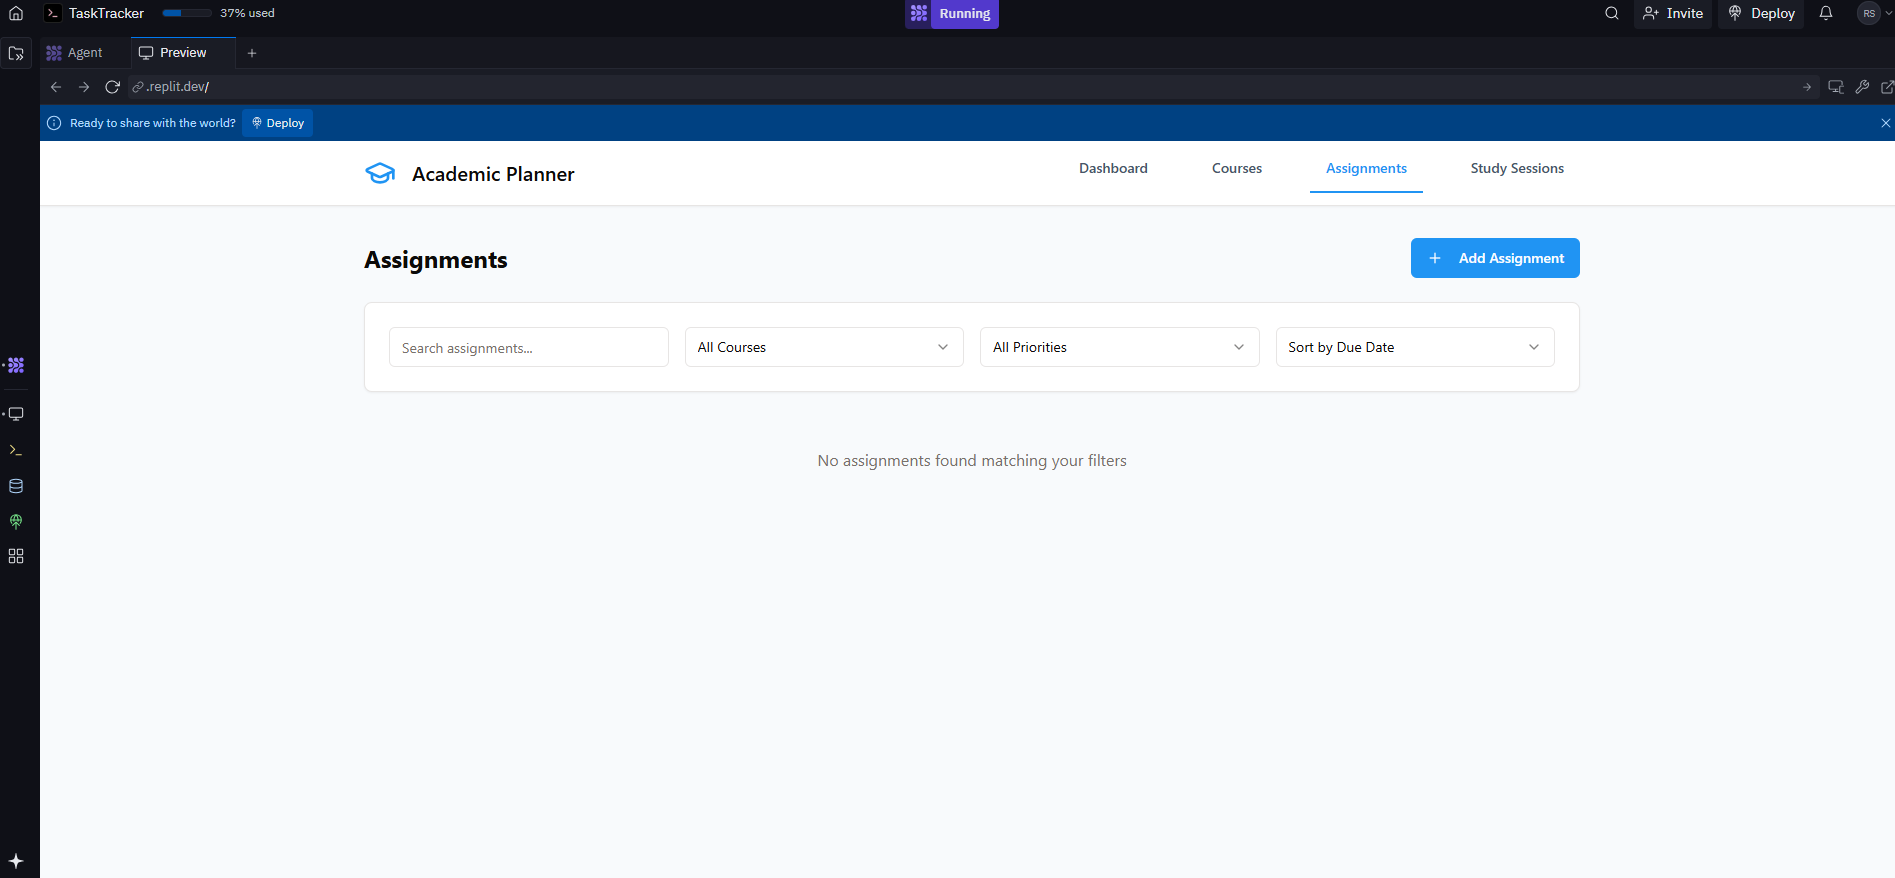 TaskTracker 37% used Running Invite Deploy RS
Agent Preview
.replit.dev/
Ready to share with the world? Deploy
Academic Planner Dashboard Courses Assignments Study Sessions
Assignments + Add Assignment
Search assignments... All Courses All Priorities Sort by Due Date
No assignments found matching your filters